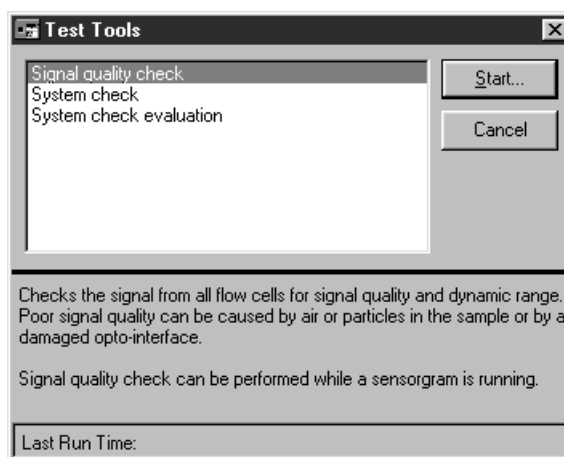 Test Tools
Signal quality check
System check
System check evaluation
Start...
Cancel
Checks the signal from all flow cells for signal quality and dynamic range.
Poor signal quality can be caused by air or particles in the sample or by a
damaged opto-interface.
Signal quality check can be performed while a sensorgram is running.
Last Run Time: